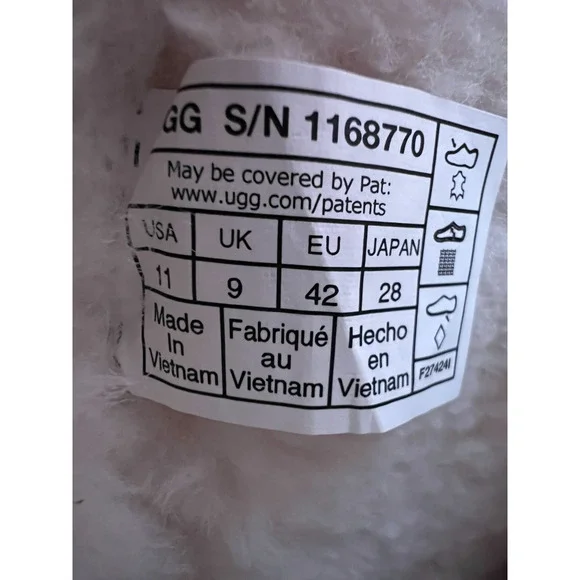 GG S/N 1168770
May be covered by Pat:
www.ugg.com/patents
USA UK EU JAPAN
11 9 42 28
Made Fabriqué Hecho
In au en
Vietnam Vietnam Vietnam
F27424I